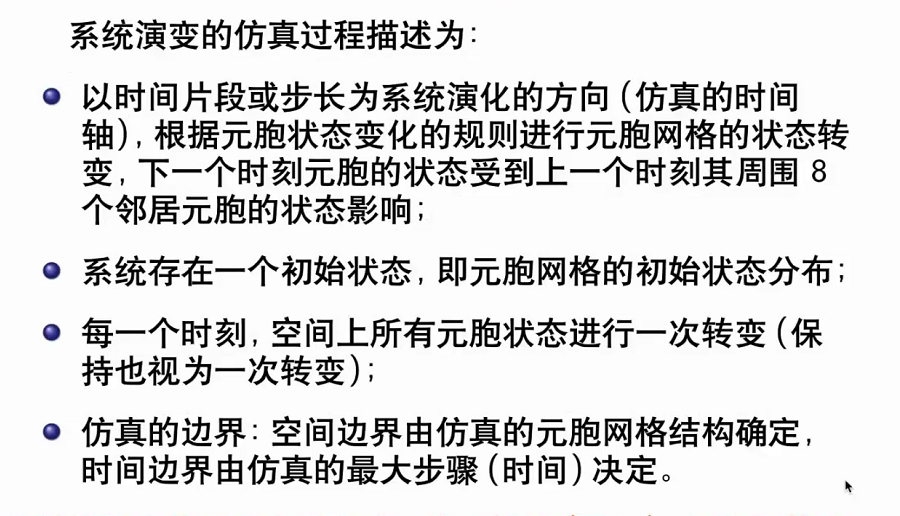 系统演变的仿真过程描述为：
以时间片段或步长为系统演化的方向（仿真的时间
轴），根据元胞状态变化的规则进行元胞网格的状态转
变，下一个时刻元胞的状态受到上一个时刻其周围 8
个邻居元胞的状态影响；
系统存在一个初始状态，即元胞网格的初始状态分布；
每一个时刻，空间上所有元胞状态进行一次转变（保
持也视为一次转变）；
仿真的边界：空间边界由仿真的元胞网格结构确定，
时间边界由仿真的最大步骤（时间）决定。